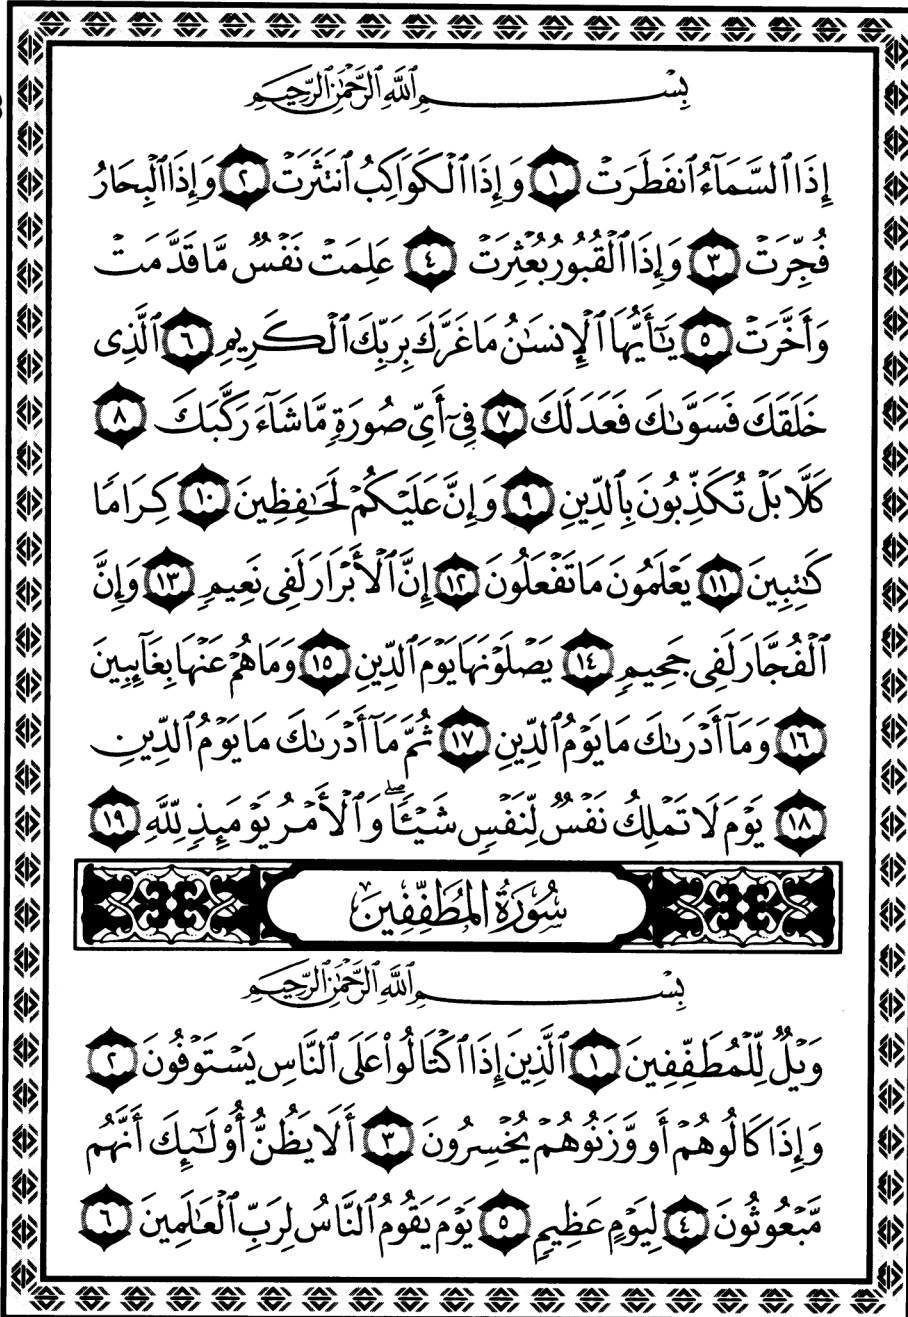 بِسْمِ ٱللَّهِ ٱلرَّحْمَٰنِ ٱلرَّحِيمِ
إِذَا ٱلسَّمَآءُ ٱنفَطَرَتْ ١ وَإِذَا ٱلْكَوَاكِبُ ٱنتَثَرَتْ ٢ وَإِذَا ٱلْبِحَارُ
فُجِّرَتْ ٣ وَإِذَا ٱلْقُبُورُ بُعْثِرَتْ ٤ عَلِمَتْ نَفْسٌ مَّا قَدَّمَتْ
وَأَخَّرَتْ ٥ يَٰٓأَيُّهَا ٱلْإِنسَٰنُ مَا غَرَّكَ بِرَبِّكَ ٱلْكَرِيمِ ٦ ٱلَّذِى
خَلَقَكَ فَسَوَّىٰكَ فَعَدَلَكَ ٧ فِىٓ أَىِّ صُورَةٍ مَّا شَآءَ رَكَّبَكَ ٨
كَلَّا بَلْ تُكَذِّبُونَ بِٱلدِّينِ ٩ وَإِنَّ عَلَيْكُمْ لَحَٰفِظِينَ ١٠ كِرَامًا
كَٰتِبِينَ ١١ يَعْلَمُونَ مَا تَفْعَلُونَ ١٢ إِنَّ ٱلْأَبْرَارَ لَفِى نَعِيمٍ ١٣ وَإِنَّ
ٱلْفُجَّارَ لَفِى جَحِيمٍ ١٤ يَصْلَوْنَهَا يَوْمَ ٱلدِّينِ ١٥ وَمَا هُمْ عَنْهَا بِغَآئِبِينَ
١٦ وَمَآ أَدْرَىٰكَ مَا يَوْمُ ٱلدِّينِ ١٧ ثُمَّ مَآ أَدْرَىٰكَ مَا يَوْمُ ٱلدِّينِ
١٨ يَوْمَ لَا تَمْلِكُ نَفْسٌ لِّنَفْسٍ شَيْـًٔا ۖ وَٱلْأَمْرُ يَوْمَئِذٍ لِّلَّهِ ١٩
سُورَةُ المُطَفِّفِينَ
بِسْمِ ٱللَّهِ ٱلرَّحْمَٰنِ ٱلرَّحِيمِ
وَيْلٌ لِّلْمُطَفِّفِينَ ١ ٱلَّذِينَ إِذَا ٱكْتَالُوا۟ عَلَى ٱلنَّاسِ يَسْتَوْفُونَ ٢
وَإِذَا كَالُوهُمْ أَو وَّزَنُوهُمْ يُخْسِرُونَ ٣ أَلَا يَظُنُّ أُو۟لَٰٓئِكَ أَنَّهُم
مَّبْعُوثُونَ ٤ لِيَوْمٍ عَظِيمٍ ٥ يَوْمَ يَقُومُ ٱلنَّاسُ لِرَبِّ ٱلْعَٰلَمِينَ ٦